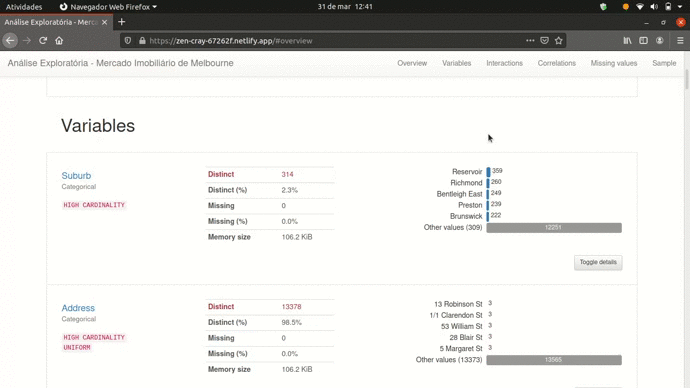 Atividades Navegador Web Firefox 31 de mar 12:41
Análise Exploratória - Merca
https://zen-cray-67262f.netlify.app/#overview
Análise Exploratória - Mercado Imobiliário de Melbourne Overview Variables Interactions Correlations Missing values Sample
Variables
Suburb
Categorical
HIGH CARDINALITY
Distinct 314
Distinct (%) 2.3%
Missing 0
Missing (%) 0.0%
Memory size 106.2 KiB
Reservoir 359
Richmond 260
Bentleigh East 249
Preston 239
Brunswick 222
Other values (309) 12251
Toggle details
Address
Categorical
HIGH CARDINALITY
UNIFORM
Distinct 13378
Distinct (%) 98.5%
Missing 0
Missing (%) 0.0%
Memory size 106.2 KiB
13 Robinson St 3
1/1 Clarendon St 3
53 William St 3
28 Blair St 3
5 Margaret St 3
Other values (13373) 13565